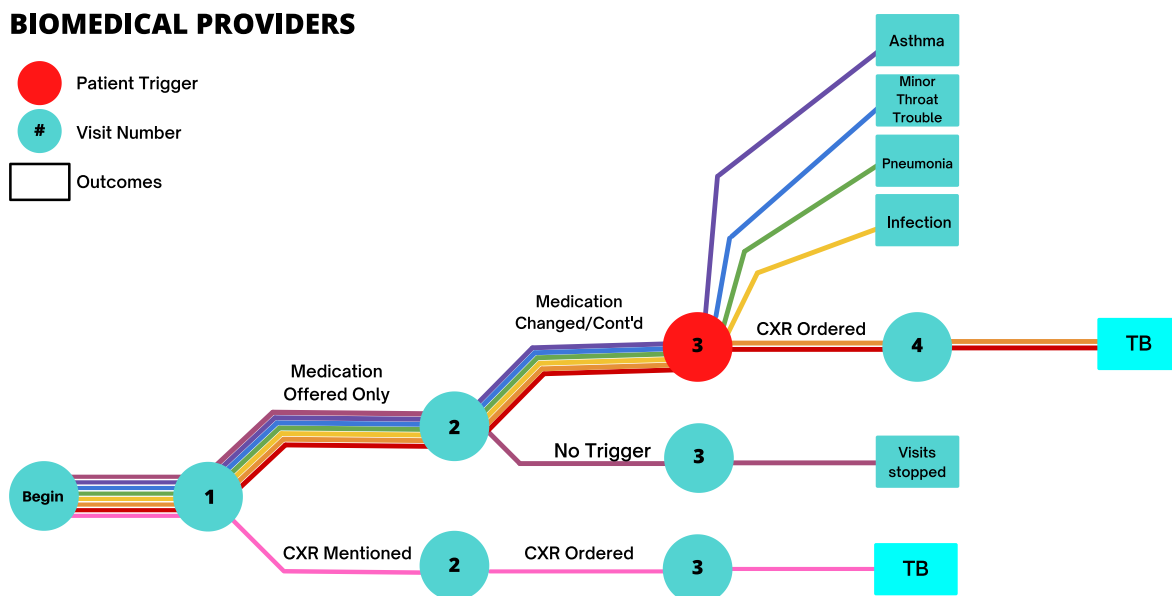 BIOMEDICAL PROVIDERS
Patient Trigger
#
Visit Number
Outcomes
Asthma
Minor
Throat
Trouble
Pneumonia
Infection
Medication
Changed/Cont'd
3
CXR Ordered
4
TB
Medication
Offered Only
2
No Trigger
3
Visits
stopped
Begin
1
CXR Mentioned
2
CXR Ordered
3
TB